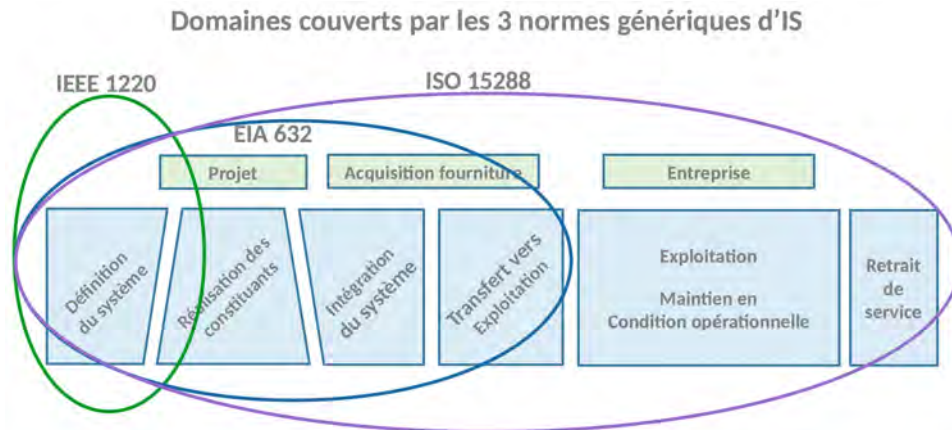 Domaines couverts par les 3 normes génériques d'IS
IEEE 1220
ISO 15288
EIA 632
Projet
Acquisition fourniture
Entreprise
Définition
du système
Réalisation des
constituants
Intégration
du système
Transfert vers
Exploitation
Exploitation
Maintien en
Condition opérationnelle
Retrait
de
service